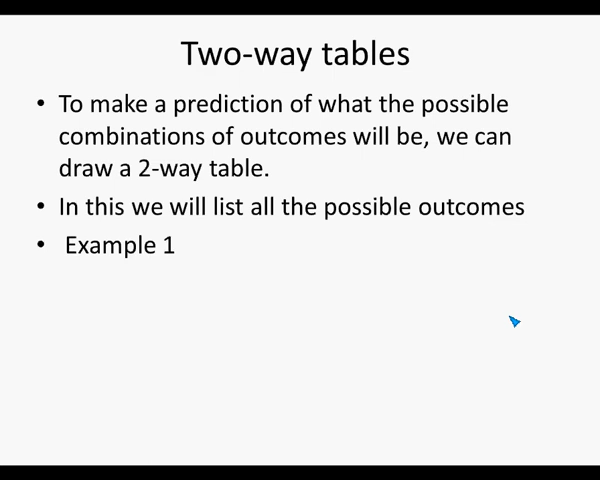 Two-way tables
• To make a prediction of what the possible
combinations of outcomes will be, we can
draw a 2-way table.
• In this we will list all the possible outcomes
• Example 1